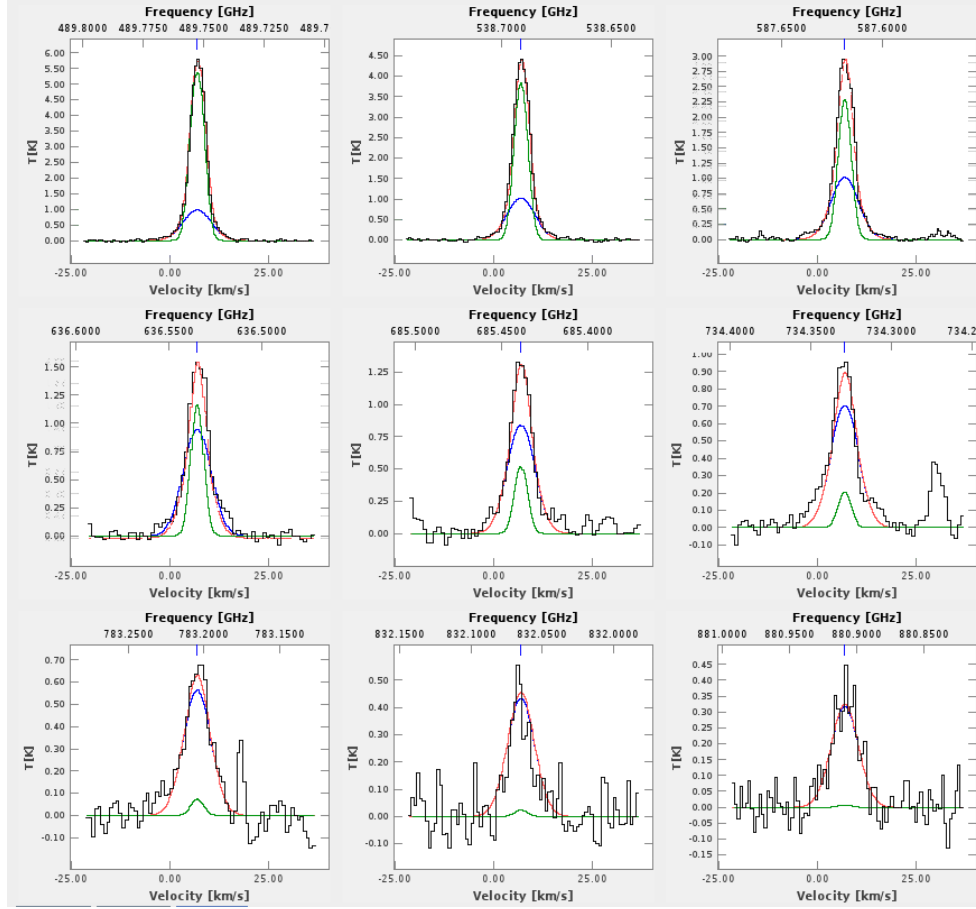 Frequency [GHz] Frequency [GHz] Frequency [GHz]
489.8000 489.7750 489.7500 489.7250 489.7 538.7000 538.6500 587.6500 587.6000
6.00 5.50 5.00 4.50 4.00 3.50 3.00 2.50 2.00 1.50 1.00 0.50 0.00
T[K]
-25.00 0.00 25.00
Velocity [km/s]
4.50 4.00 3.50 3.00 2.50 2.00 1.50 1.00 0.50 0.00
T[K]
-25.00 0.00 25.00
Velocity [km/s]
3.00 2.75 2.50 2.25 2.00 1.75 1.50 1.25 1.00 0.75 0.50 0.25 0.00
T[K]
-25.00 0.00 25.00
Velocity [km/s]
Frequency [GHz] Frequency [GHz] Frequency [GHz]
636.6000 636.5500 636.5000 685.5000 685.4500 685.4000 734.4000 734.3500 734.3000 734.2
1.50 1.25 1.00 0.75 0.50 0.25 0.00
T[K]
-25.00 0.00 25.00
Velocity [km/s]
1.25 1.00 0.75 0.50 0.25 0.00
T[K]
-25.00 0.00 25.00
Velocity [km/s]
1.00 0.90 0.80 0.70 0.60 0.50 0.40 0.30 0.20 0.10 0.00 -0.10
T[K]
-25.00 0.00 25.00
Velocity [km/s]
Frequency [GHz] Frequency [GHz] Frequency [GHz]
783.2500 783.2000 783.1500 832.1500 832.1000 832.0500 832.0000 881.0000 880.9500 880.9000 880.8500
0.70 0.60 0.50 0.40 0.30 0.20 0.10 0.00 -0.10
T[K]
-25.00 0.00 25.00
Velocity [km/s]
0.60 0.50 0.40 0.30 0.20 0.10 0.00 -0.10
T[K]
-25.00 0.00 25.00
Velocity [km/s]
0.45 0.40 0.35 0.30 0.25 0.20 0.15 0.10 0.05 0.00 -0.05 -0.10 -0.15
T[K]
-25.00 0.00 25.00
Velocity [km/s]